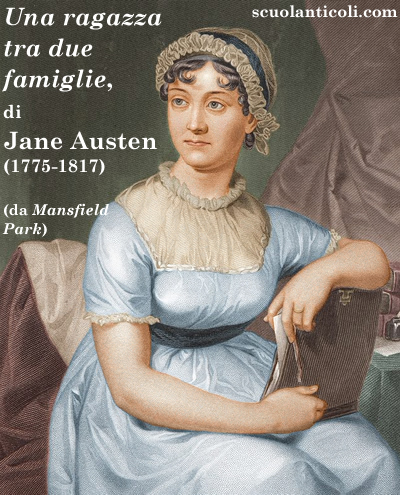 Una ragazza
tra due
famiglie,
di
Jane Austen
(1775-1817)
(da Mansfield
Park)
scuolanticoli.com